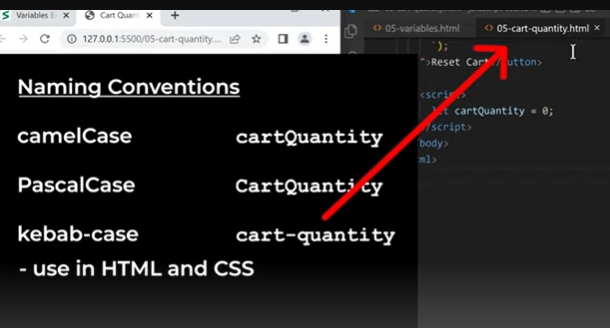 Variables E
Cart Quant
127.0.0.1:5500/05-cart-quantity....
05-variables.html
05-cart-quantity.html
`);
">Reset Cart</button>
<script>
let cartQuantity = 0;
</script>
body>
ml>
Naming Conventions
camelCase cartQuantity
PascalCase CartQuantity
kebab-case cart-quantity
- use in HTML and CSS